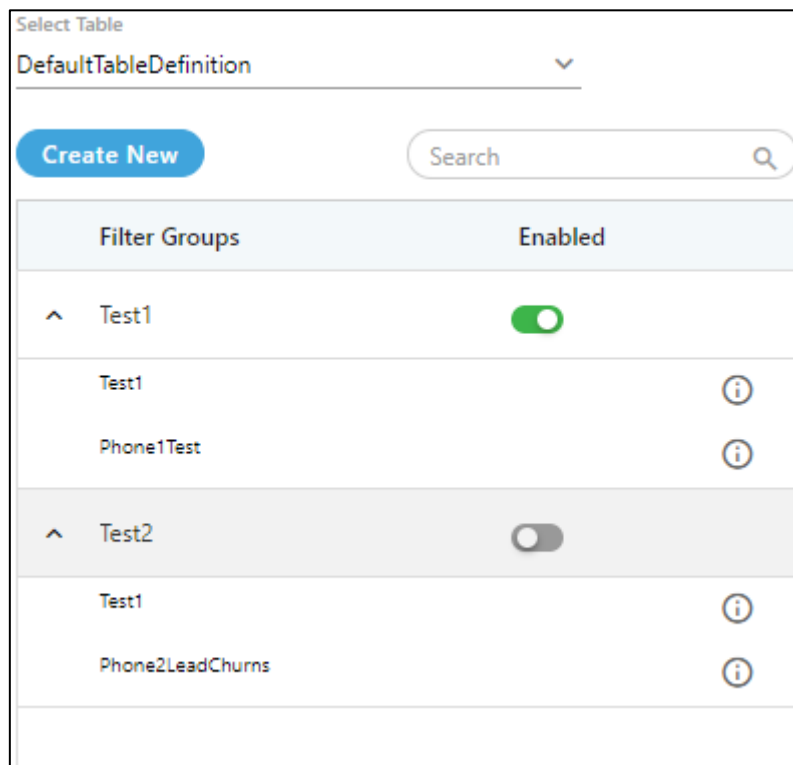 Select Table
DefaultTableDefinition
Create New
Search
Filter Groups Enabled
Test1
Test1
Phone1Test
Test2
Test1
Phone2LeadChurns